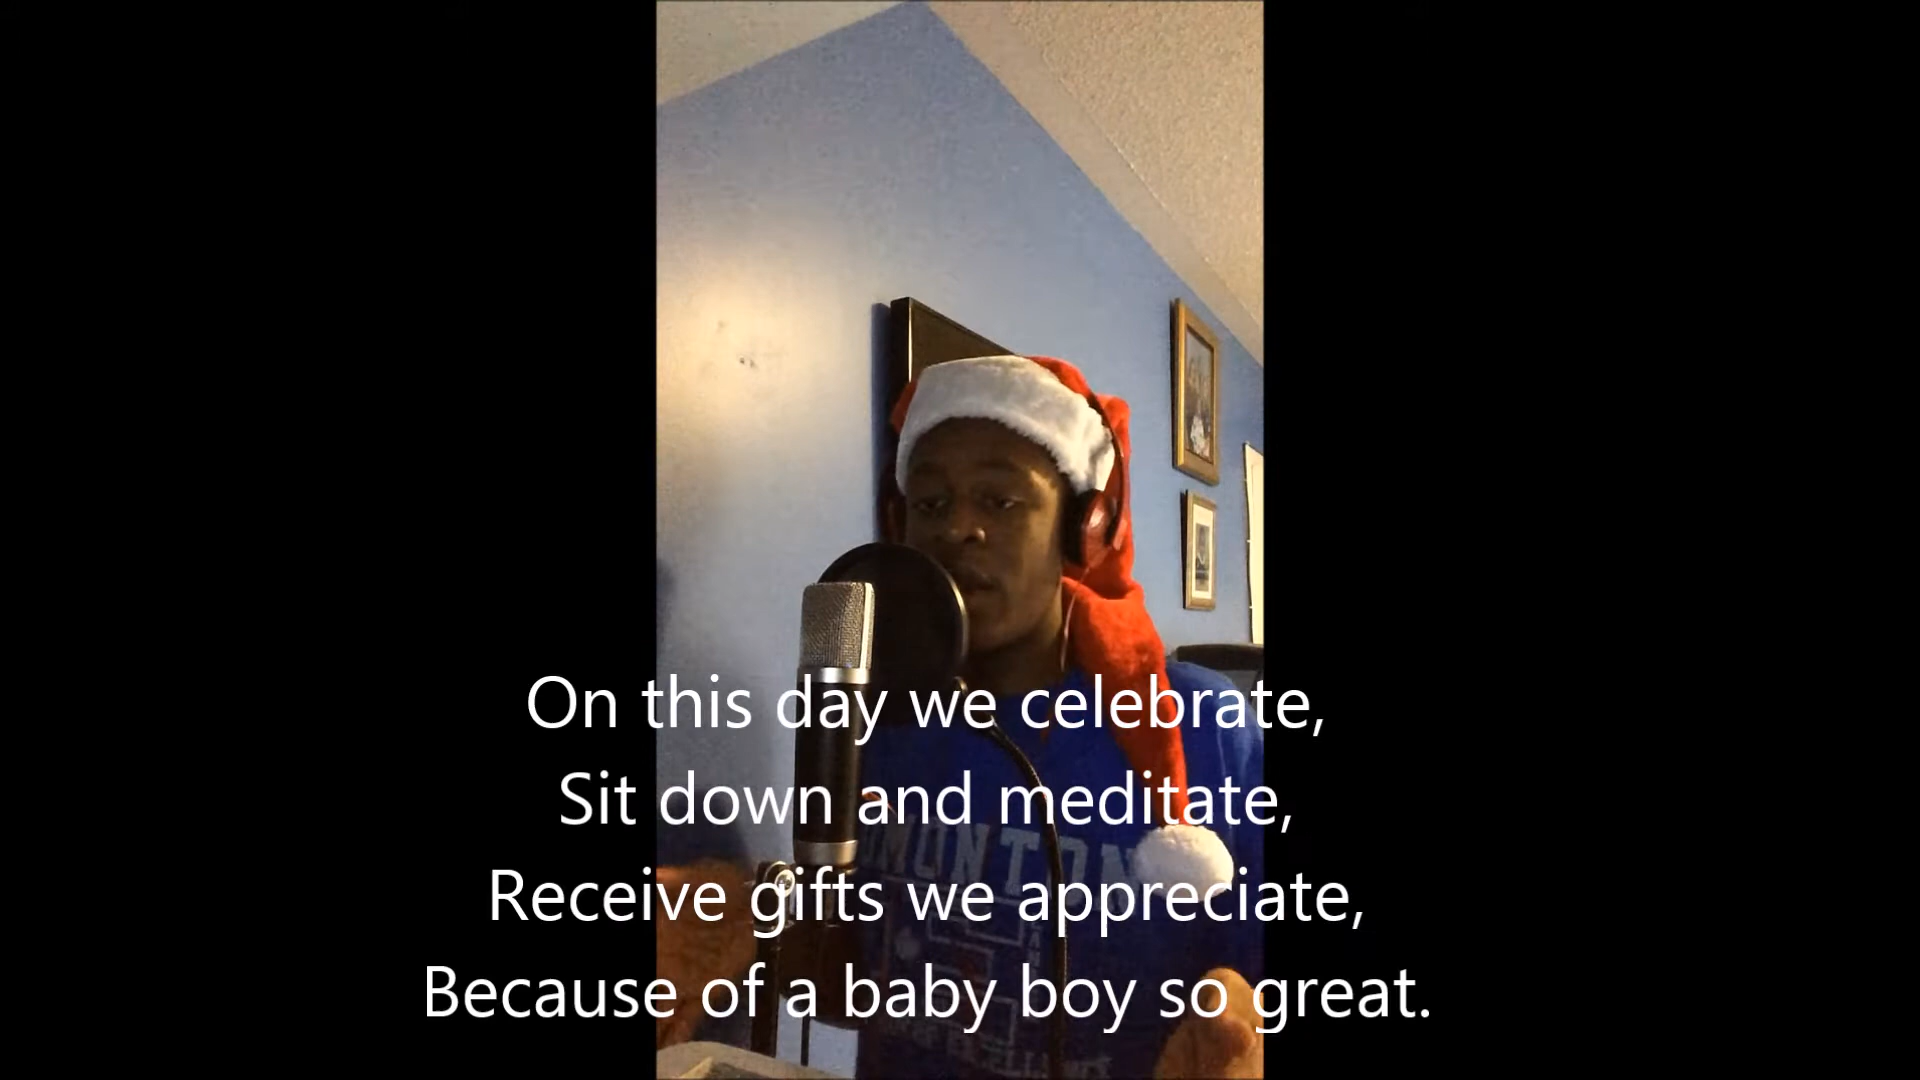 On this day we celebrate,
Sit down and meditate,
Receive gifts we appreciate,
Because of a baby boy so great.